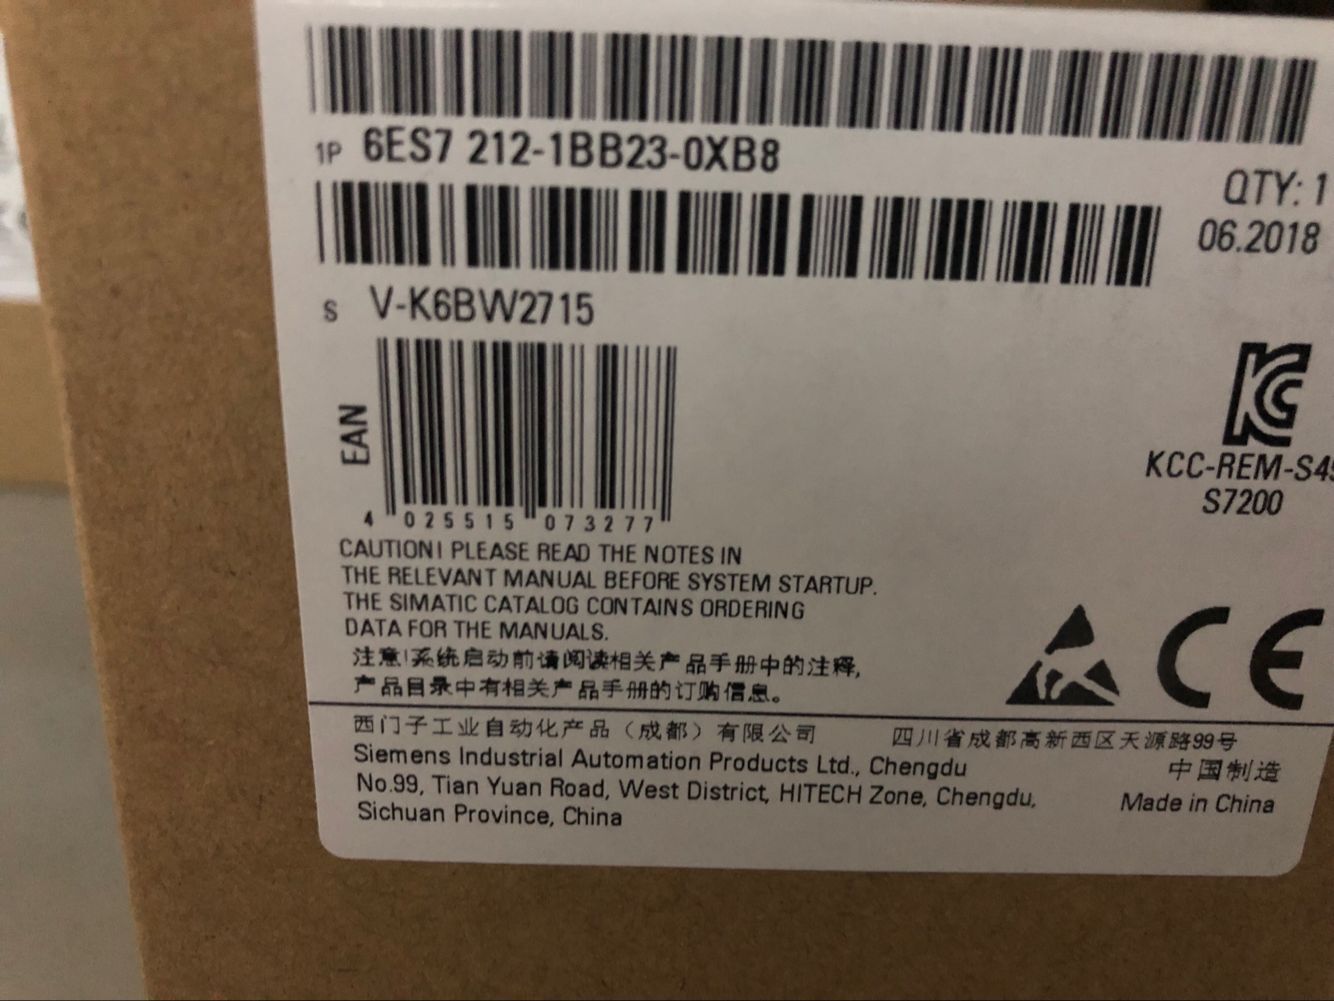 1P 6ES7 212-1BB23-0XB8
QTY: 1
06.2018
S V-K6BW2715
EAN
4 025515 073277
KC
KCC-REM-S49
S7200
CAUTION! PLEASE READ THE NOTES IN
THE RELEVANT MANUAL BEFORE SYSTEM STARTUP.
THE SIMATIC CATALOG CONTAINS ORDERING
DATA FOR THE MANUALS.
注意!系统启动前请阅读相关产品手册中的注释,
产品目录中有相关产品手册的订购信息。
CE
西门子工业自动化产品(成都)有限公司 四川省成都高新西区天源路99号
Siemens Industrial Automation Products Ltd., Chengdu 中国制造
No.99, Tian Yuan Road, West District, HITECH Zone, Chengdu, Made in China
Sichuan Province, China